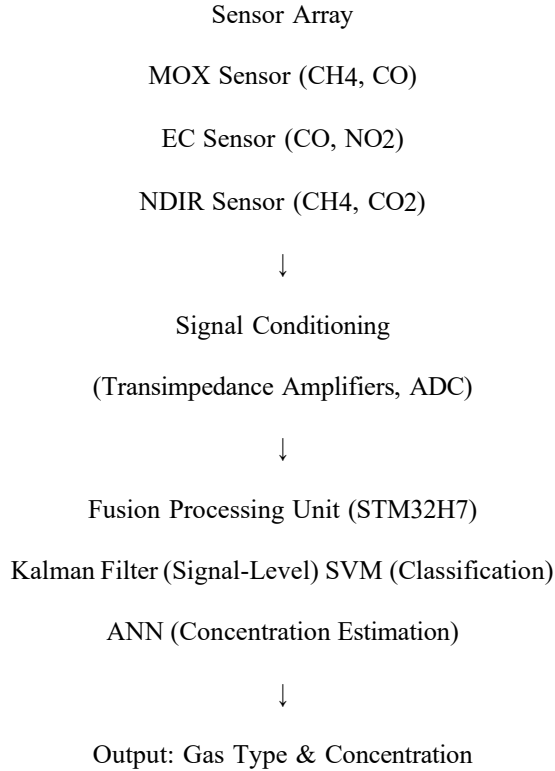 Sensor Array
MOX Sensor (CH4, CO)
EC Sensor (CO, NO2)
NDIR Sensor (CH4, CO2)
↓
Signal Conditioning
(Transimpedance Amplifiers, ADC)
↓
Fusion Processing Unit (STM32H7)
Kalman Filter (Signal-Level) SVM (Classification)
ANN (Concentration Estimation)
↓
Output: Gas Type & Concentration